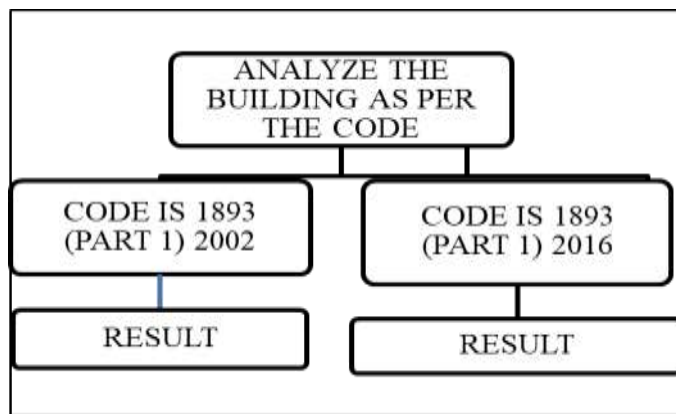 ANALYZE THE
BUILDING AS PER
THE CODE
CODE IS 1893
(PART 1) 2002
CODE IS 1893
(PART 1) 2016
RESULT
RESULT